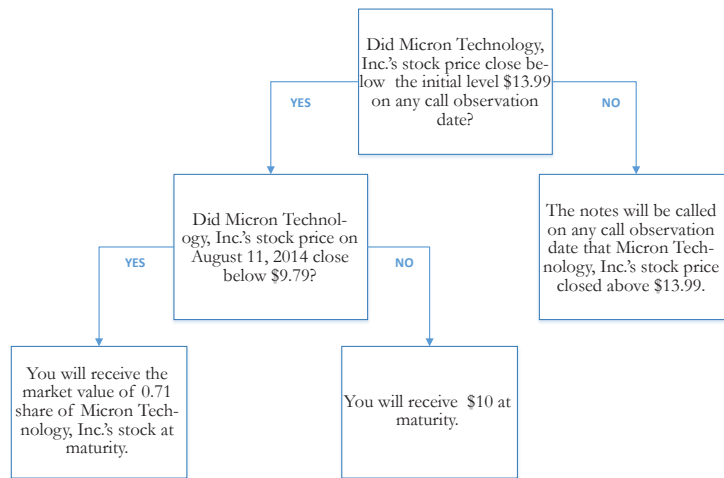 Did Micron Technology,
Inc.'s stock price close be-
low the initial level $13.99
on any call observation
date?
YES
NO
Did Micron Technol-
ogy, Inc.'s stock price on
August 11, 2014 close
below $9.79?
The notes will be called
on any call observation
date that Micron Tech-
nology, Inc.'s stock price
closed above $13.99.
YES
NO
You will receive the
market value of 0.71
share of Micron Tech-
nology, Inc.'s stock at
maturity.
You will receive $10 at
maturity.